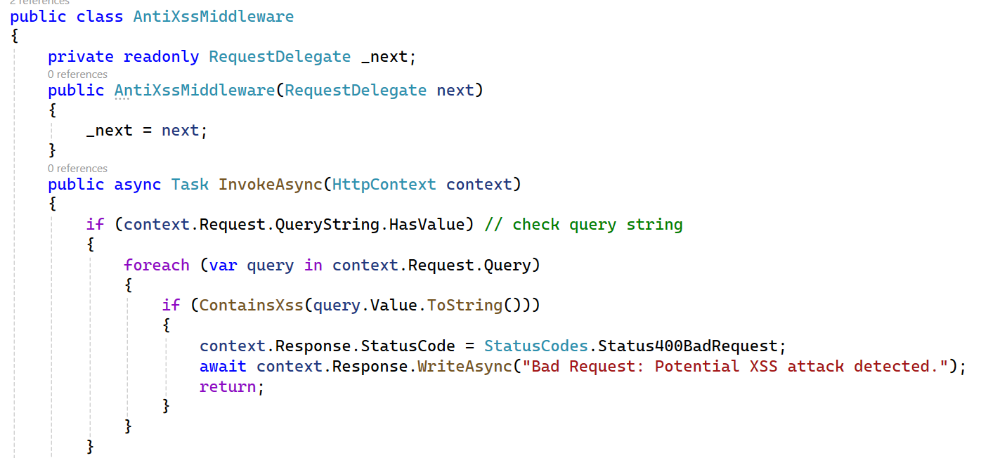 2 references
public class AntiXssMiddleware
{
    private readonly RequestDelegate _next;
    0 references
    public AntiXssMiddleware(RequestDelegate next)
    {
        _next = next;
    }
    0 references
    public async Task InvokeAsync(HttpContext context)
    {
        if (context.Request.QueryString.HasValue) // check query string
        {
            foreach (var query in context.Request.Query)
            {
                if (ContainsXss(query.Value.ToString()))
                {
                    context.Response.StatusCode = StatusCodes.Status400BadRequest;
                    await context.Response.WriteAsync("Bad Request: Potential XSS attack detected.");
                    return;
                }
            }
        }